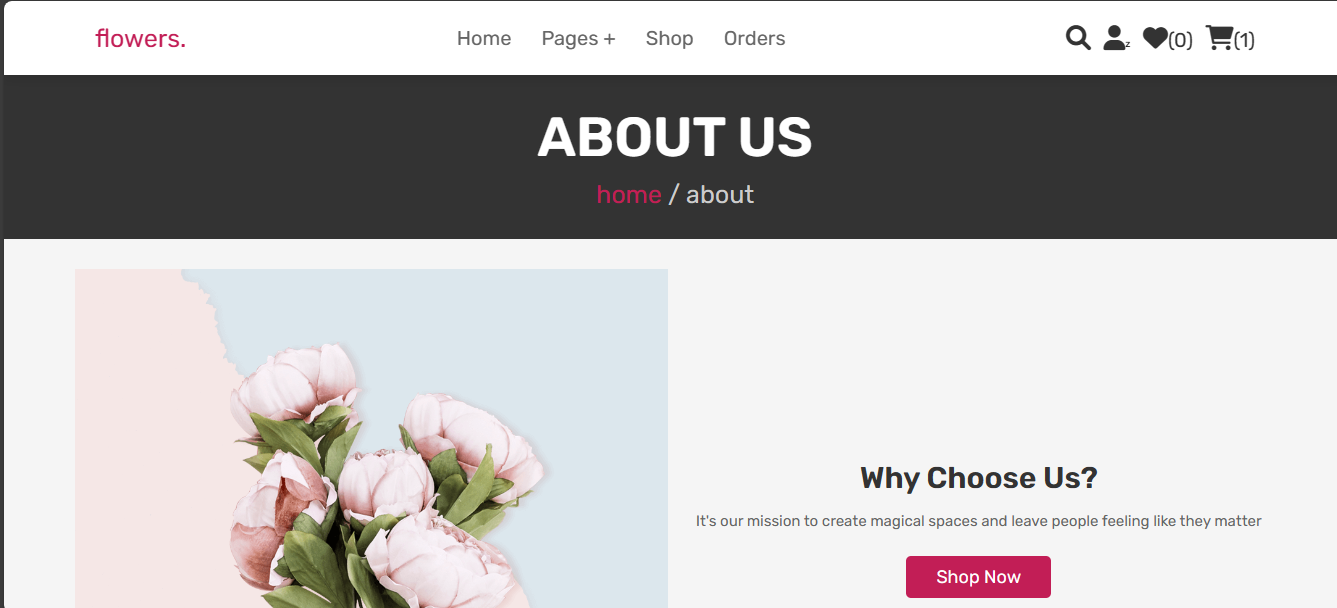 flowers. Home Pages + Shop Orders z (0) (1)
ABOUT US
home / about
Why Choose Us?
It's our mission to create magical spaces and leave people feeling like they matter
Shop Now